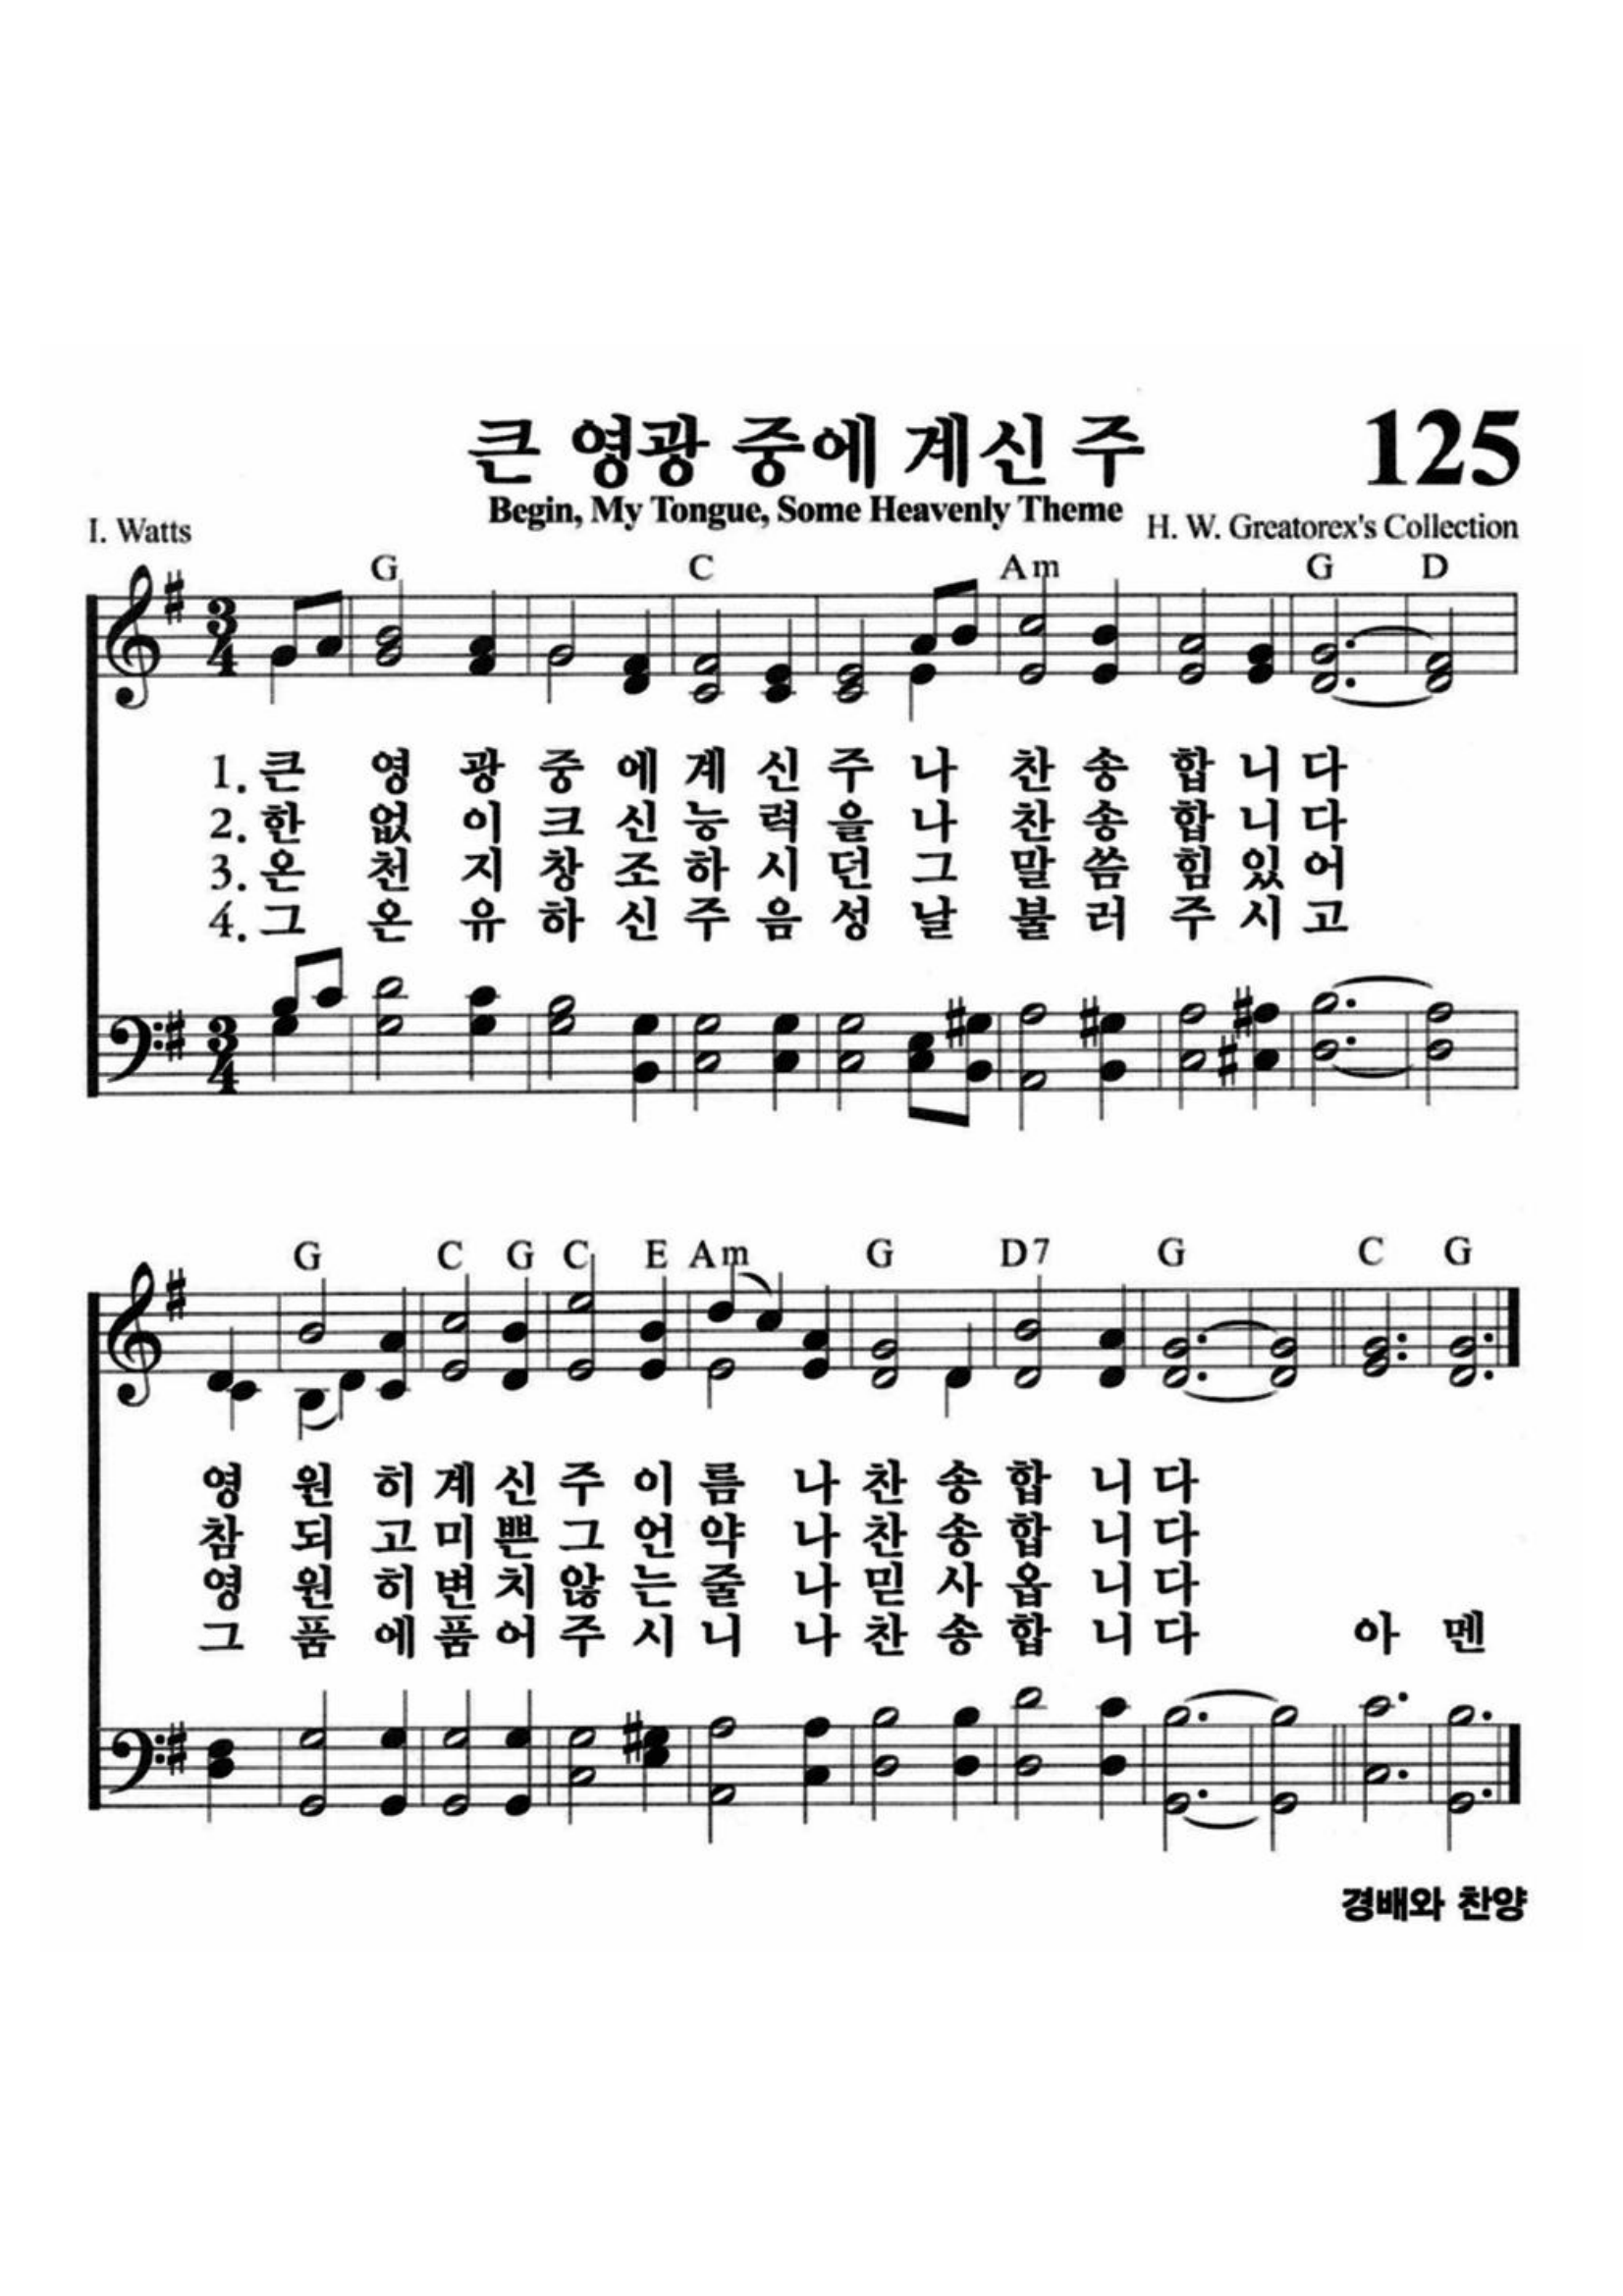 큰 영광 중에 계신 주 125
Begin, My Tongue, Some Heavenly Theme
I. Watts H. W. Greatorex's Collection
G C Am G D
3 4
1. 큰 영 광 중 에 계 신 주 나 찬 송 합 니 다
2. 한 없 이 크 신 능 력 을 나 찬 송 합 니 다
3. 온 천 지 창 조 하 시 던 그 말 씀 힘 있 어
4. 그 온 유 하 신 주 음 성 날 불 러 주 시 고
3 4
G C G C E Am G D7 G C G
영 원 히 계 신 주 이 름 나 찬 송 합 니 다
참 되 고 미 쁜 그 언 약 나 찬 송 합 니 다
영 원 히 변 치 않 는 줄 나 믿 사 옵 니 다
그 품 에 품 어 주 시 니 나 찬 송 합 니 다 아 멘
경배와 찬양